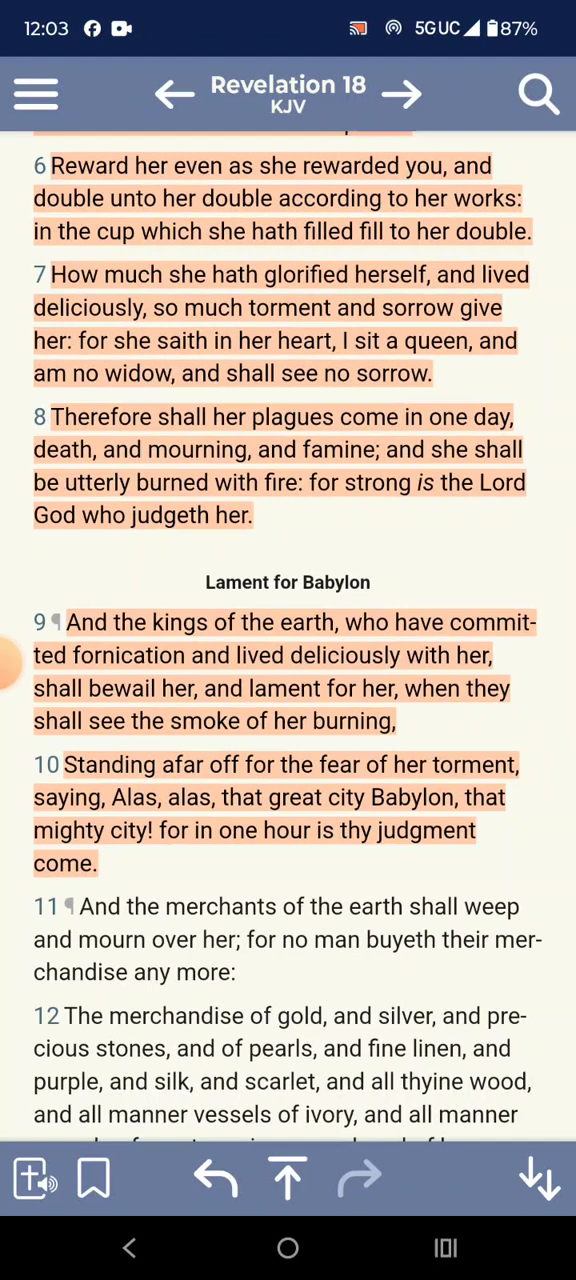 12:03 5G UC 87%
Revelation 18
KJV
6 Reward her even as she rewarded you, and
double unto her double according to her works:
in the cup which she hath filled fill to her double.
7 How much she hath glorified herself, and lived
deliciously, so much torment and sorrow give
her: for she saith in her heart, I sit a queen, and
am no widow, and shall see no sorrow.
8 Therefore shall her plagues come in one day,
death, and mourning, and famine; and she shall
be utterly burned with fire: for strong is the Lord
God who judgeth her.
Lament for Babylon
9 ¶ And the kings of the earth, who have commit-
ted fornication and lived deliciously with her,
shall bewail her, and lament for her, when they
shall see the smoke of her burning,
10 Standing afar off for the fear of her torment,
saying, Alas, alas, that great city Babylon, that
mighty city! for in one hour is thy judgment
come.
11 ¶ And the merchants of the earth shall weep
and mourn over her; for no man buyeth their mer-
chandise any more:
12 The merchandise of gold, and silver, and pre-
cious stones, and of pearls, and fine linen, and
purple, and silk, and scarlet, and all thyine wood,
and all manner vessels of ivory, and all manner